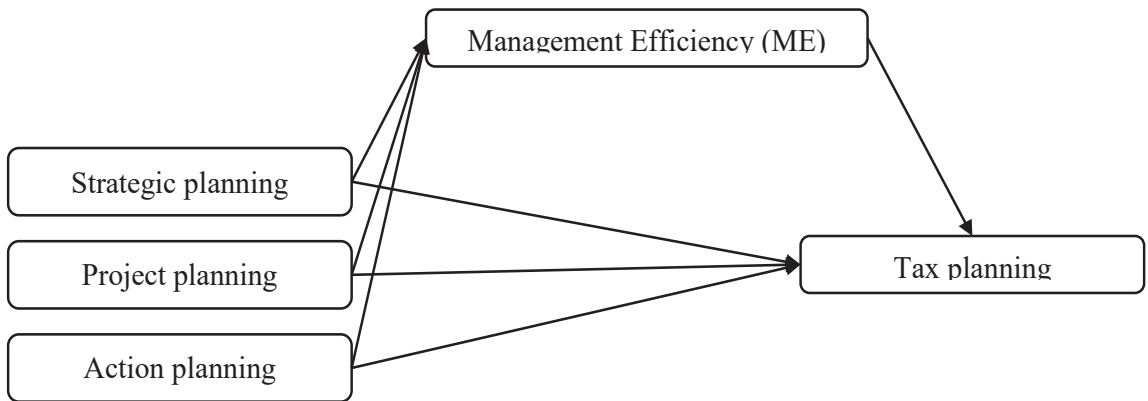 Management Efficiency (ME)
Strategic planning
Project planning
Tax planning
Action planning